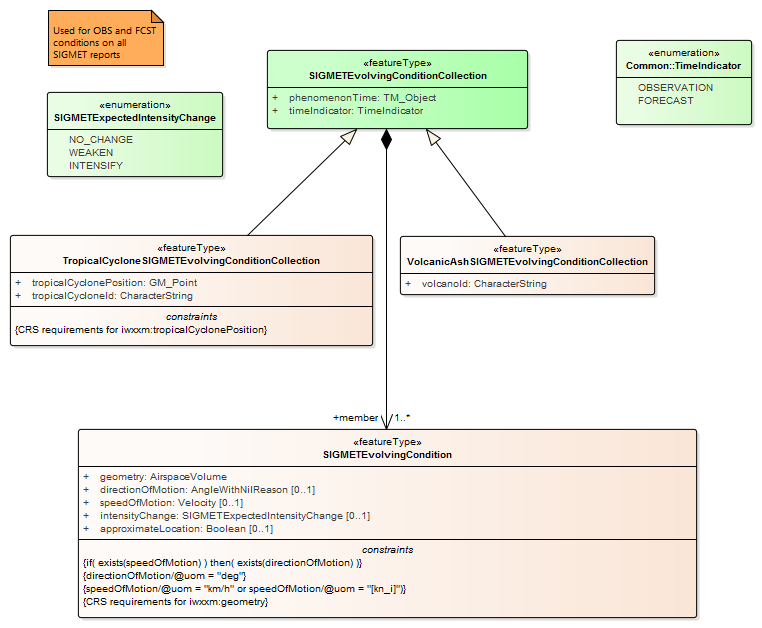 Used for OBS and FCST
conditions on all
SIGMET reports
«enumeration»
SIGMETExpectedIntensityChange
NO_CHANGE
WEAKEN
INTENSIFY
«featureType»
SIGMETEvolvingConditionCollection
+ phenomenonTime: TM_Object
+ timeIndicator: TimeIndicator
«enumeration»
Common::TimeIndicator
OBSERVATION
FORECAST
«featureType»
TropicalCycloneSIGMETEvolvingConditionCollection
+ tropicalCyclonePosition: GM_Point
+ tropicalCycloneId: CharacterString
constraints
{CRS requirements for iwxxm:tropicalCyclonePosition}
«featureType»
VolcanicAshSIGMETEvolvingConditionCollection
+ volcanoId: CharacterString
+member 1..*
«featureType»
SIGMETEvolvingCondition
+ geometry: AirspaceVolume
+ directionOfMotion: AngleWithNilReason [0..1]
+ speedOfMotion: Velocity [0..1]
+ intensityChange: SIGMETExpectedIntensityChange [0..1]
+ approximateLocation: Boolean [0..1]
constraints
{if( exists(speedOfMotion) ) then( exists(directionOfMotion) )}
{directionOfMotion/@uom = "deg"}
{speedOfMotion/@uom = "km/h" or speedOfMotion/@uom = "[kn_i]")}
{CRS requirements for iwxxm:geometry}